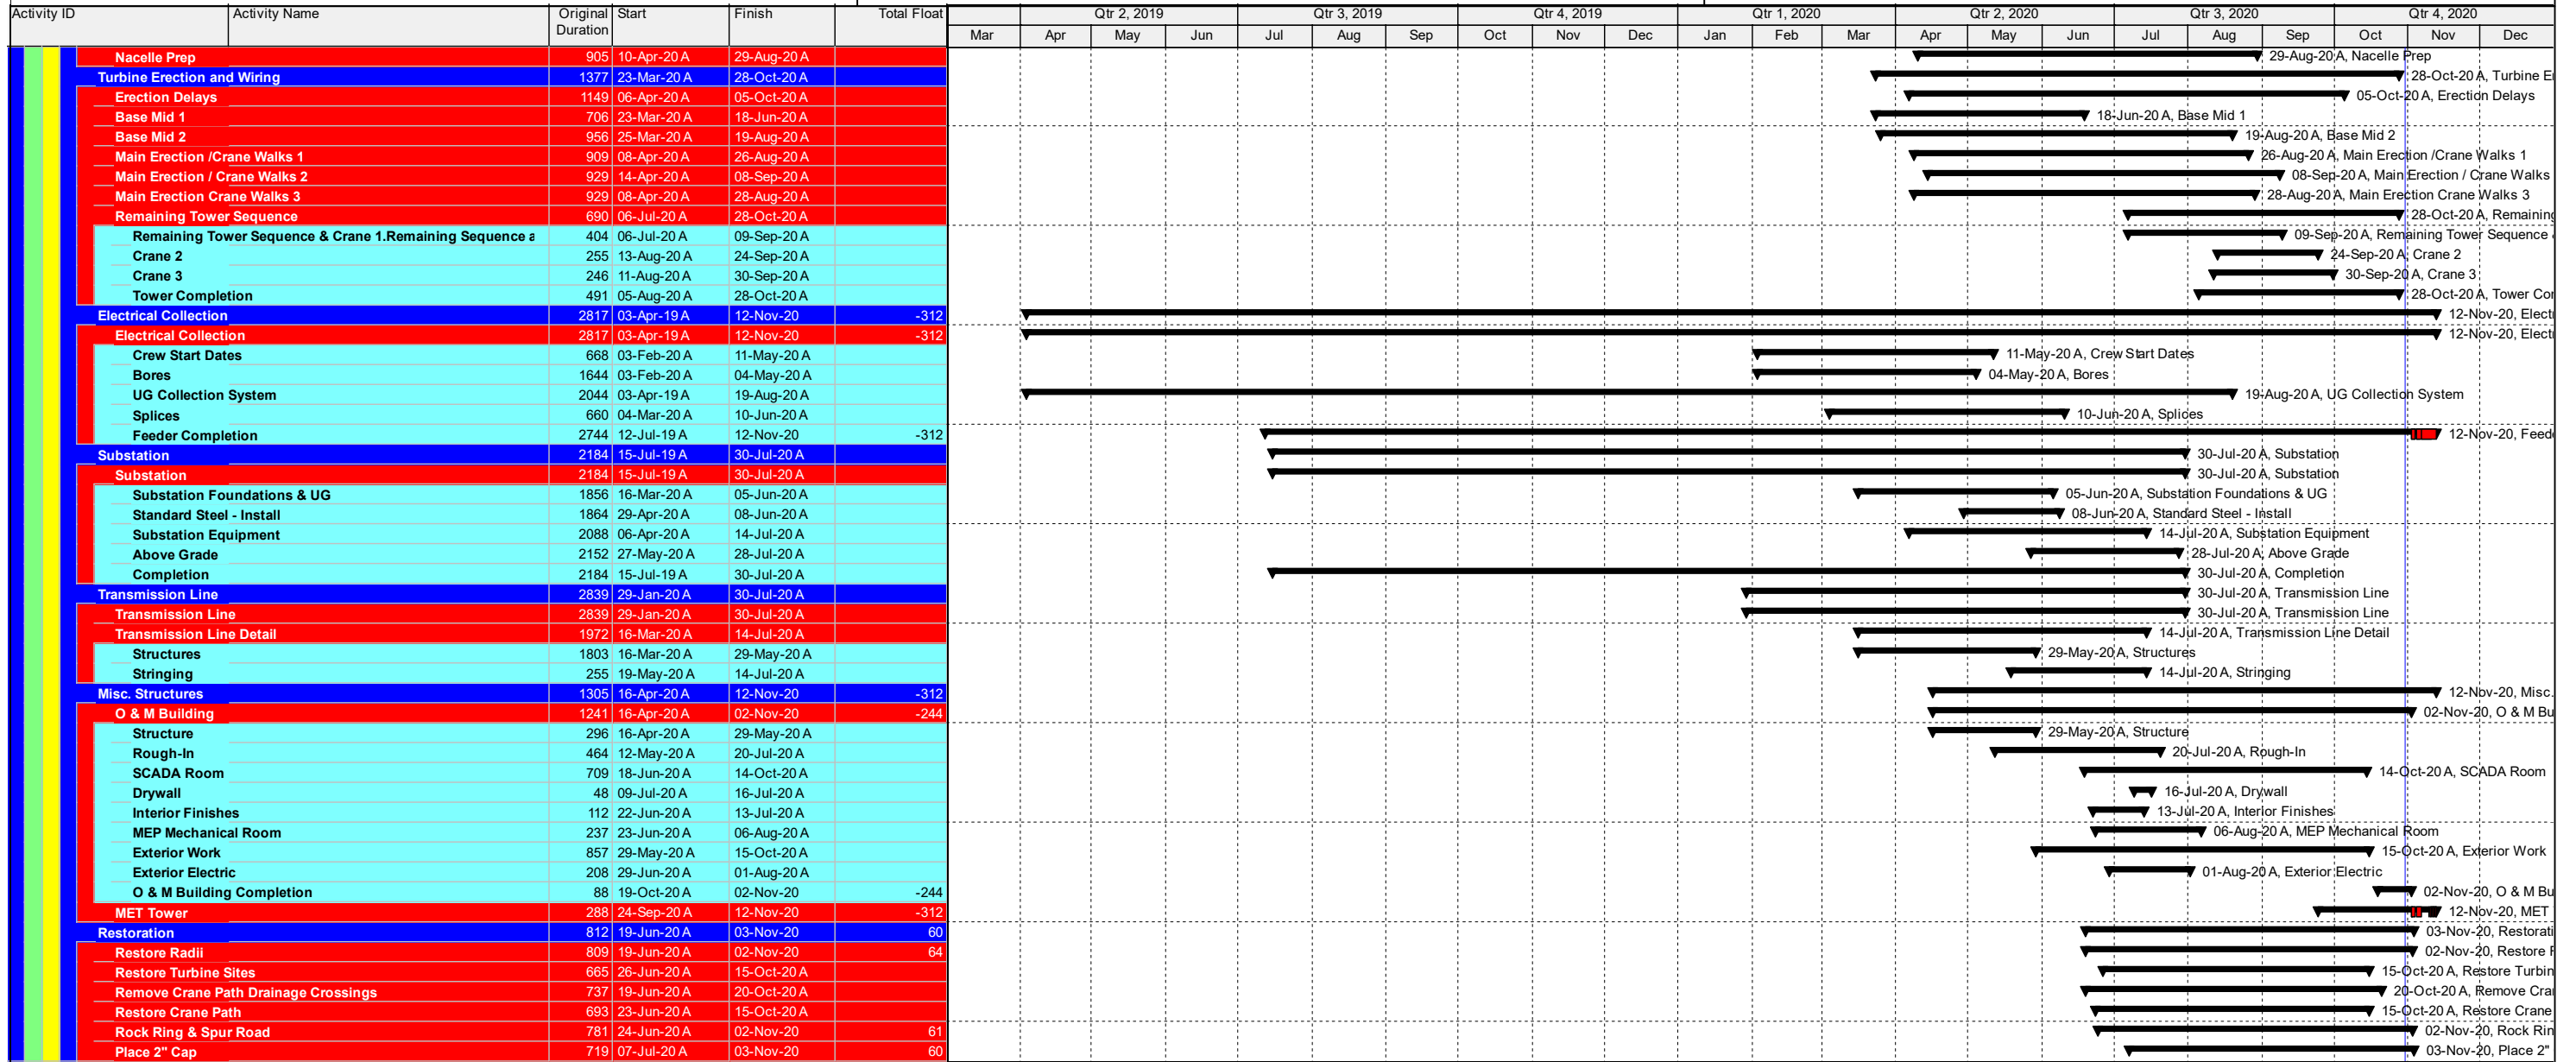 Activity ID Activity Name Original Duration Start Finish Total Float
Qtr 2, 2019 Qtr 3, 2019 Qtr 4, 2019 Qtr 1, 2020 Qtr 2, 2020 Qtr 3, 2020 Qtr 4, 2020
Mar Apr May Jun Jul Aug Sep Oct Nov Dec Jan Feb Mar Apr May Jun Jul Aug Sep Oct Nov Dec
Nacelle Prep 905 10-Apr-20 A 29-Aug-20 A 29-Aug-20 A, Nacelle Prep
Turbine Erection and Wiring 1377 23-Mar-20 A 28-Oct-20 A 28-Oct-20 A, Turbine E
Erection Delays 1149 06-Apr-20 A 05-Oct-20 A 05-Oct-20 A, Erection Delays
Base Mid 1 706 23-Mar-20 A 18-Jun-20 A 18-Jun-20 A, Base Mid 1
Base Mid 2 956 25-Mar-20 A 19-Aug-20 A 19-Aug-20 A, Base Mid 2
Main Erection /Crane Walks 1 909 08-Apr-20 A 26-Aug-20 A 26-Aug-20 A, Main Erection /Crane Walks 1
Main Erection / Crane Walks 2 929 14-Apr-20 A 08-Sep-20 A 08-Sep-20 A, Main Erection / Crane Walks
Main Erection Crane Walks 3 929 08-Apr-20 A 28-Aug-20 A 28-Aug-20 A, Main Erection Crane Walks 3
Remaining Tower Sequence 690 06-Jul-20 A 28-Oct-20 A 28-Oct-20 A, Remaining
Remaining Tower Sequence & Crane 1.Remaining Sequence a 404 06-Jul-20 A 09-Sep-20 A 09-Sep-20 A, Remaining Tower Sequence
Crane 2 255 13-Aug-20 A 24-Sep-20 A 24-Sep-20 A, Crane 2
Crane 3 246 11-Aug-20 A 30-Sep-20 A 30-Sep-20 A, Crane 3
Tower Completion 491 05-Aug-20 A 28-Oct-20 A 28-Oct-20 A, Tower Co
Electrical Collection 2817 03-Apr-19 A 12-Nov-20 -312 12-Nov-20, Elect
Electrical Collection 2817 03-Apr-19 A 12-Nov-20 -312 12-Nov-20, Elect
Crew Start Dates 668 03-Feb-20 A 11-May-20 A 11-May-20 A, Crew Start Dates
Bores 1644 03-Feb-20 A 04-May-20 A 04-May-20 A, Bores
UG Collection System 2044 03-Apr-19 A 19-Aug-20 A 19-Aug-20 A, UG Collection System
Splices 660 04-Mar-20 A 10-Jun-20 A 10-Jun-20 A, Splices
Feeder Completion 2744 12-Jul-19 A 12-Nov-20 -312 12-Nov-20, Feed
Substation 2184 15-Jul-19 A 30-Jul-20 A 30-Jul-20 A, Substation
Substation 2184 15-Jul-19 A 30-Jul-20 A 30-Jul-20 A, Substation
Substation Foundations & UG 1856 16-Mar-20 A 05-Jun-20 A 05-Jun-20 A, Substation Foundations & UG
Standard Steel - Install 1864 29-Apr-20 A 08-Jun-20 A 08-Jun-20 A, Standard Steel - Install
Substation Equipment 2088 06-Apr-20 A 14-Jul-20 A 14-Jul-20 A, Substation Equipment
Above Grade 2152 27-May-20 A 28-Jul-20 A 28-Jul-20 A, Above Grade
Completion 2184 15-Jul-19 A 30-Jul-20 A 30-Jul-20 A, Completion
Transmission Line 2839 29-Jan-20 A 30-Jul-20 A 30-Jul-20 A, Transmission Line
Transmission Line 2839 29-Jan-20 A 30-Jul-20 A 30-Jul-20 A, Transmission Line
Transmission Line Detail 1972 16-Mar-20 A 14-Jul-20 A 14-Jul-20 A, Transmission Line Detail
Structures 1803 16-Mar-20 A 29-May-20 A 29-May-20 A, Structures
Stringing 255 19-May-20 A 14-Jul-20 A 14-Jul-20 A, Stringing
Misc. Structures 1305 16-Apr-20 A 12-Nov-20 -312 12-Nov-20, Misc.
O & M Building 1241 16-Apr-20 A 02-Nov-20 -244 02-Nov-20, O & M Bu
Structure 296 16-Apr-20 A 29-May-20 A 29-May-20 A, Structure
Rough-In 464 12-May-20 A 20-Jul-20 A 20-Jul-20 A, Rough-In
SCADA Room 709 18-Jun-20 A 14-Oct-20 A 14-Oct-20 A, SCADA Room
Drywall 48 09-Jul-20 A 16-Jul-20 A 16-Jul-20 A, Drywall
Interior Finishes 112 22-Jun-20 A 13-Jul-20 A 13-Jul-20 A, Interior Finishes
MEP Mechanical Room 237 23-Jun-20 A 06-Aug-20 A 06-Aug-20 A, MEP Mechanical Room
Exterior Work 857 29-May-20 A 15-Oct-20 A 15-Oct-20 A, Exterior Work
Exterior Electric 208 29-Jun-20 A 01-Aug-20 A 01-Aug-20 A, Exterior Electric
O & M Building Completion 88 19-Oct-20 A 02-Nov-20 -244 02-Nov-20, O & M Bu
MET Tower 288 24-Sep-20 A 12-Nov-20 -312 12-Nov-20, MET
Restoration 812 19-Jun-20 A 03-Nov-20 60 03-Nov-20, Restorati
Restore Radii 809 19-Jun-20 A 02-Nov-20 64 02-Nov-20, Restore
Restore Turbine Sites 665 26-Jun-20 A 15-Oct-20 A 15-Oct-20 A, Restore Turbin
Remove Crane Path Drainage Crossings 737 19-Jun-20 A 20-Oct-20 A 20-Oct-20 A, Remove Cra
Restore Crane Path 693 23-Jun-20 A 15-Oct-20 A 15-Oct-20 A, Restore Crane
Rock Ring & Spur Road 781 24-Jun-20 A 02-Nov-20 61 02-Nov-20, Rock Rin
Place 2" Cap 719 07-Jul-20 A 03-Nov-20 60 03-Nov-20, Place 2"